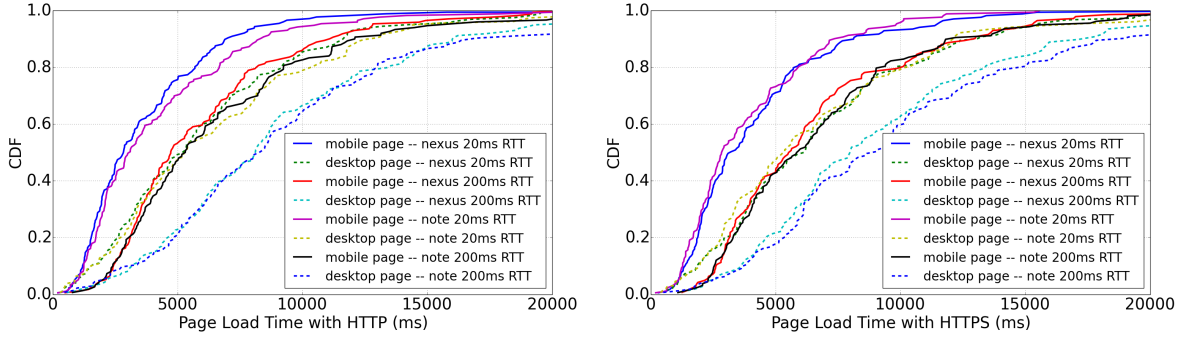 CDF
1.0
0.8
0.6
0.4
0.2
0.0
mobile page -- nexus 20ms RTT
desktop page -- nexus 20ms RTT
mobile page -- nexus 200ms RTT
desktop page -- nexus 200ms RTT
mobile page -- note 20ms RTT
desktop page -- note 20ms RTT
mobile page -- note 200ms RTT
desktop page -- note 200ms RTT
0 5000 10000 15000 20000
Page Load Time with HTTP (ms)
CDF
1.0
0.8
0.6
0.4
0.2
0.0
mobile page -- nexus 20ms RTT
desktop page -- nexus 20ms RTT
mobile page -- nexus 200ms RTT
desktop page -- nexus 200ms RTT
mobile page -- note 20ms RTT
desktop page -- note 20ms RTT
mobile page -- note 200ms RTT
desktop page -- note 200ms RTT
0 5000 10000 15000 20000
Page Load Time with HTTPS (ms)